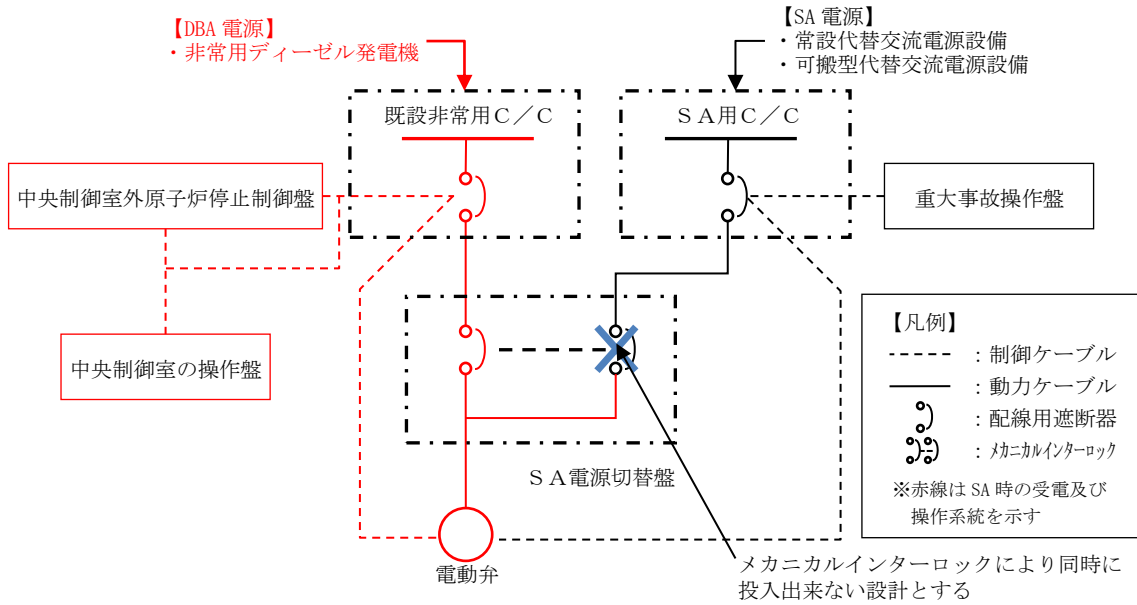 【DBA 電源】
・非常用ディーゼル発電機
【SA 電源】
・常設代替交流電源設備
・可搬型代替交流電源設備
既設非常用C/C
SA用C/C
中央制御室外原子炉停止制御盤
重大事故操作盤
中央制御室の操作盤
SA電源切替盤
電動弁
【凡例】
：制御ケーブル
：動力ケーブル
：配線用遮断器
：ﾒｶﾆｶﾙｲﾝﾀｰﾛｯｸ
※赤線は SA 時の受電及び
操作系統を示す
メカニカルインターロックにより同時に
投入出来ない設計とする